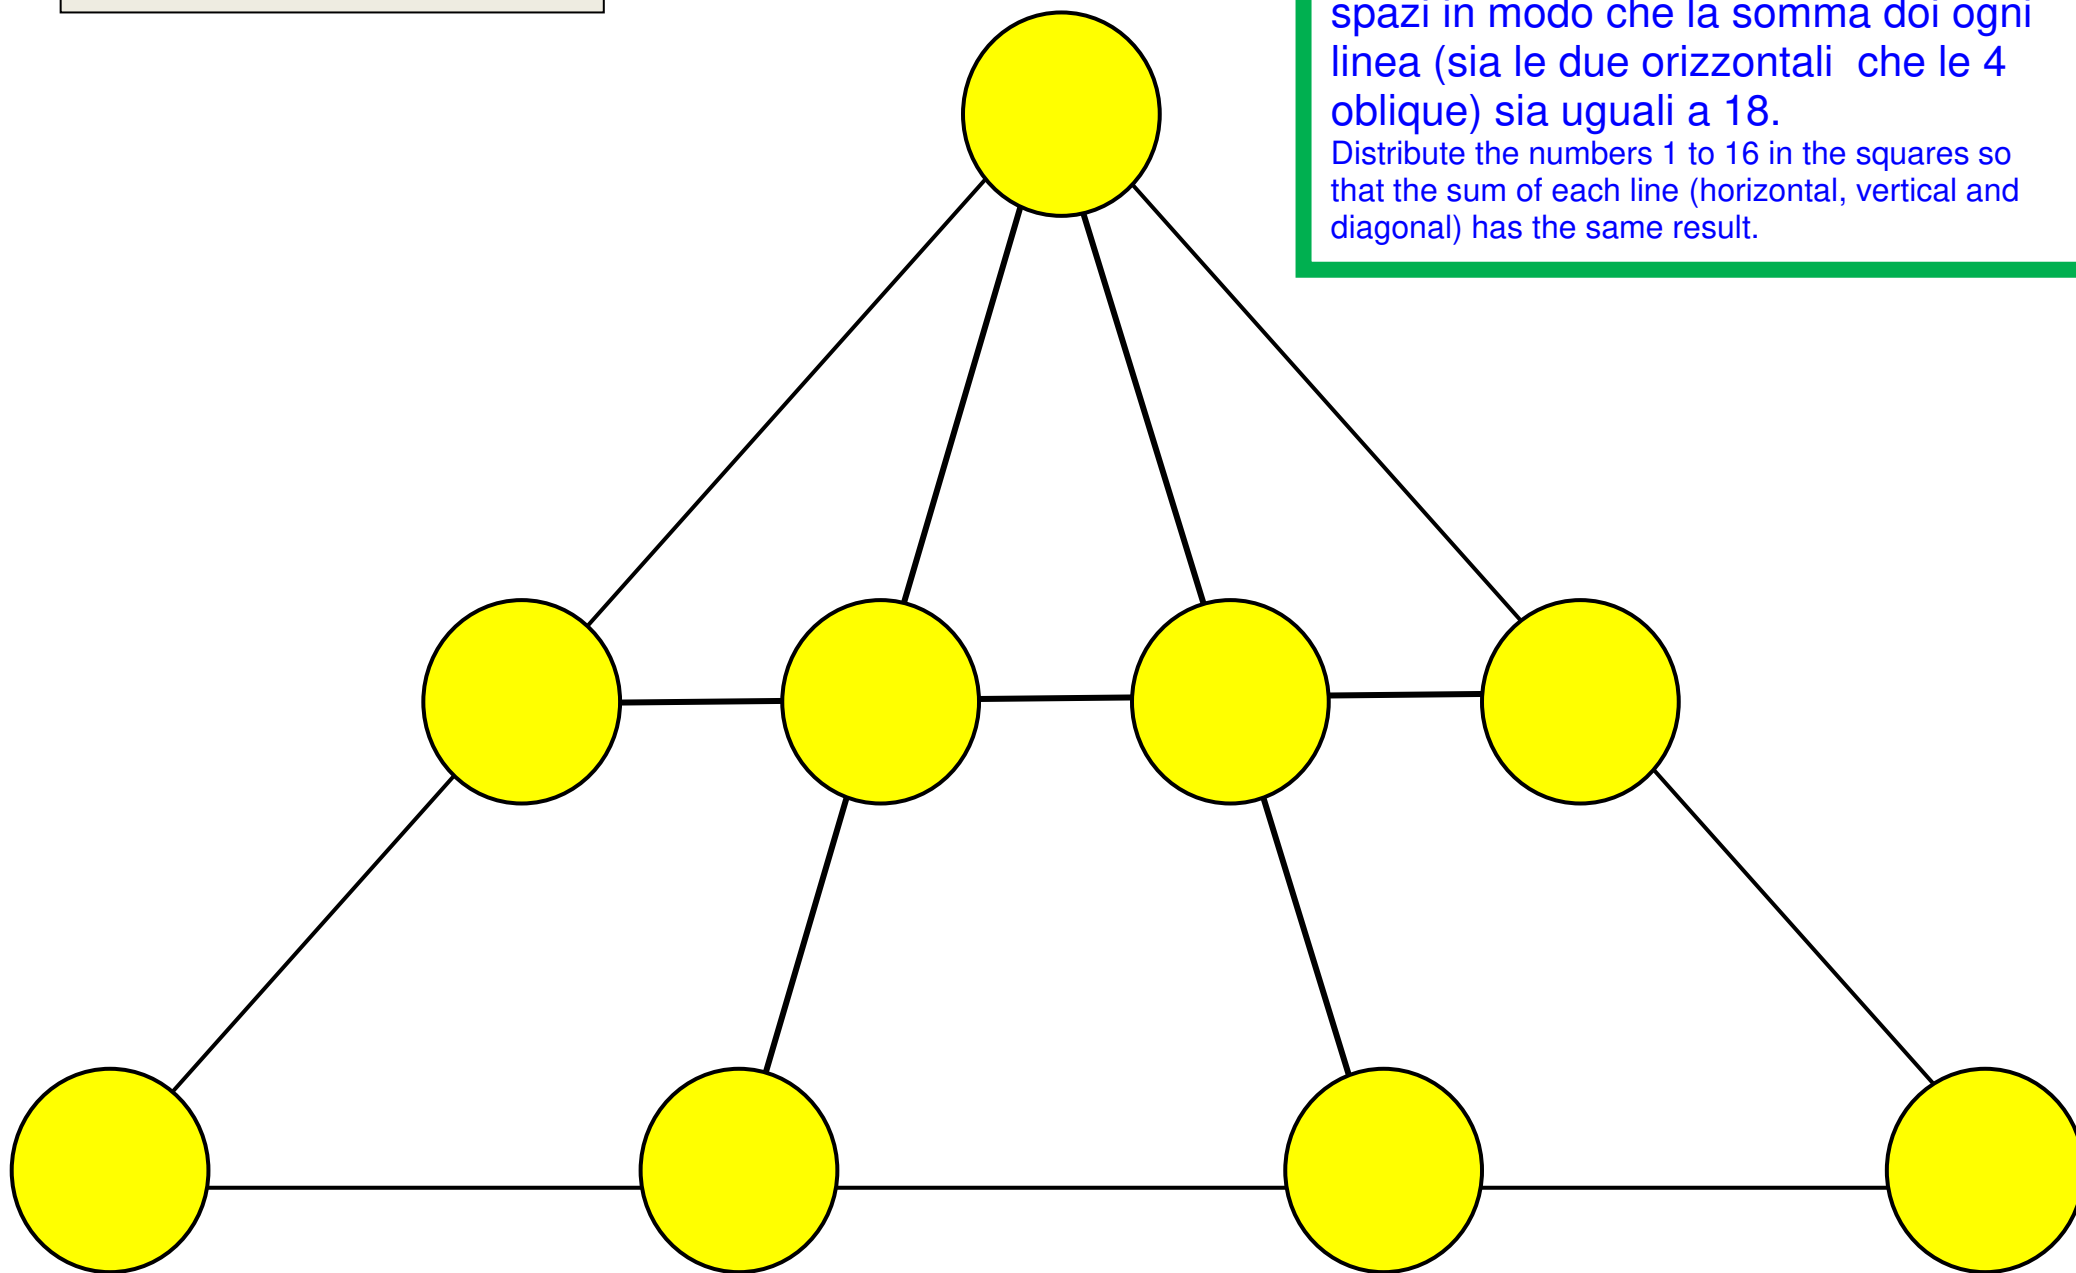 spazi in modo che la somma doi ogni
linea (sia le due orizzontali che le 4
oblique) sia uguali a 18.
Distribute the numbers 1 to 16 in the squares so
that the sum of each line (horizontal, vertical and
diagonal) has the same result.